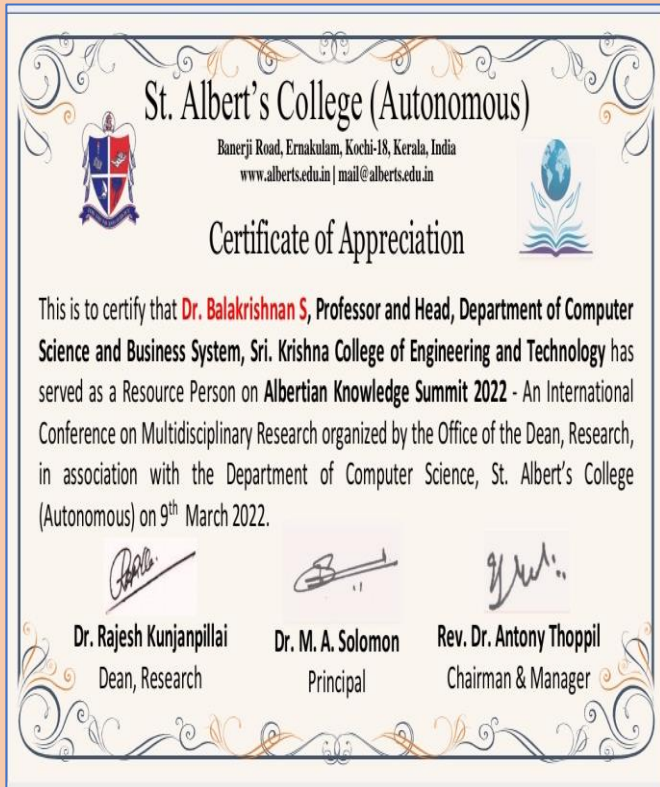 St. Albert's College (Autonomous)
Banerji Road, Ernakulam, Kochi-18, Kerala, India
www.alberts.edu.in | mail@alberts.edu.in
Certificate of Appreciation
This is to certify that Dr. Balakrishnan S, Professor and Head, Department of Computer
Science and Business System, Sri. Krishna College of Engineering and Technology has
served as a Resource Person on Albertian Knowledge Summit 2022 - An International
Conference on Multidisciplinary Research organized by the Office of the Dean, Research,
in association with the Department of Computer Science, St. Albert's College
(Autonomous) on 9th March 2022.
Dr. Rajesh Kunjanpillai
Dean, Research
Dr. M. A. Solomon
Principal
Rev. Dr. Antony Thoppil
Chairman & Manager